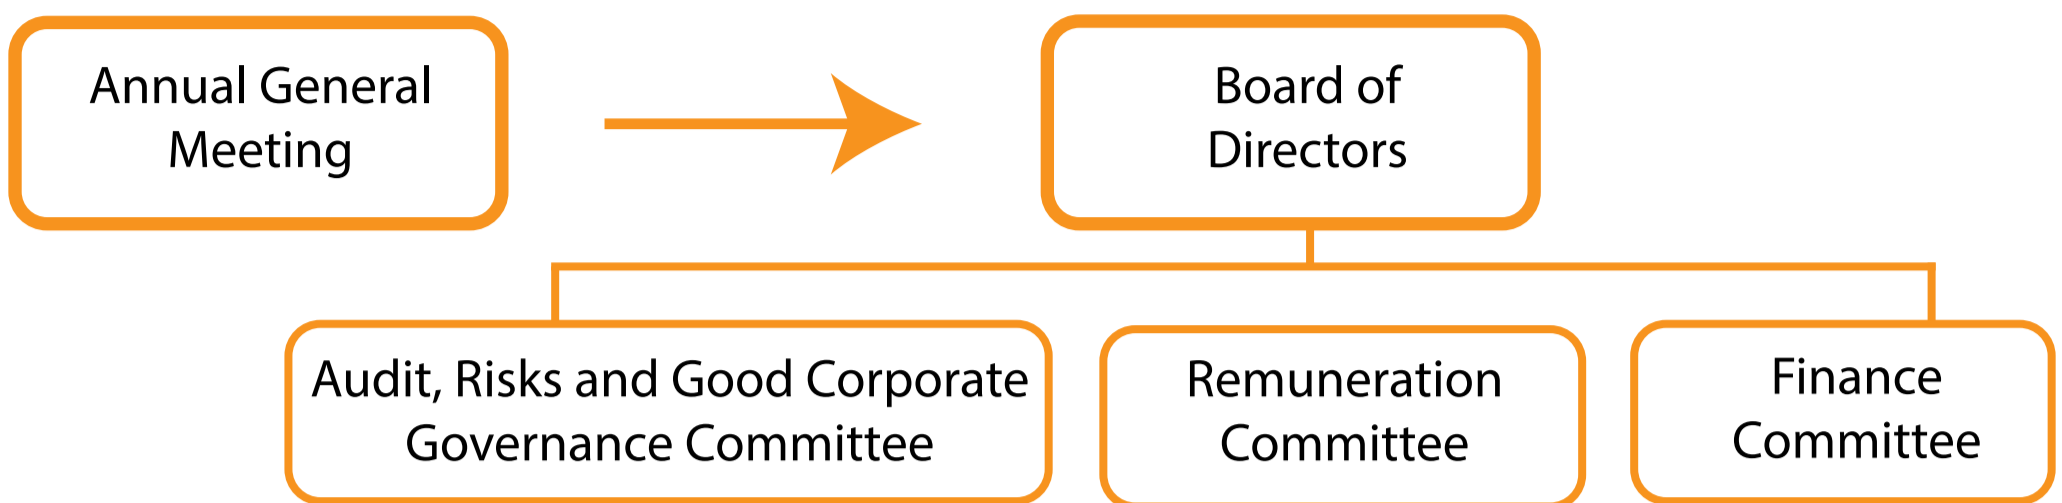 Annual General
Meeting
Board of
Directors
Audit, Risks and Good Corporate
Governance Committee
Remuneration
Committee
Finance
Committee